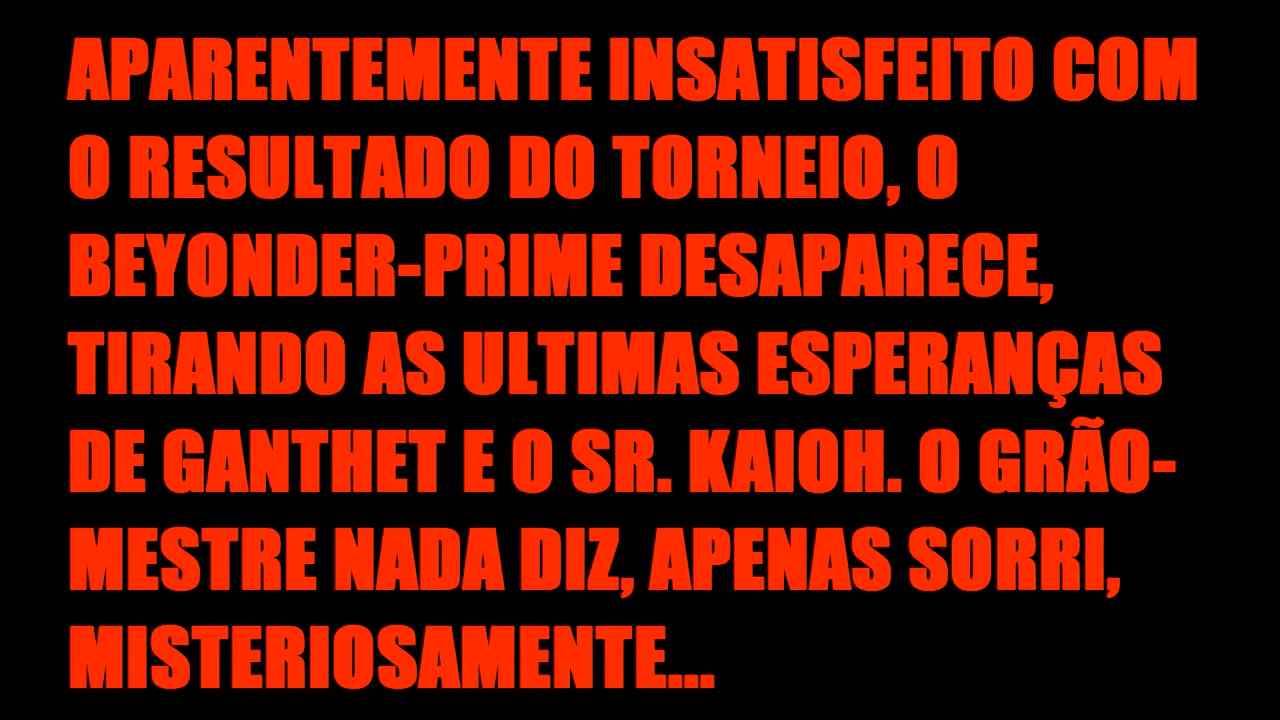 APARENTEMENTE INSATISFEITO COM
O RESULTADO DO TORNEIO, O
BEYONDER-PRIME DESAPARECE,
TIRANDO AS ULTIMAS ESPERANÇAS
DE GANTHET E O SR. KAIOH. O GRÃO-
MESTRE NADA DIZ, APENAS SORRI,
MISTERIOSAMENTE...